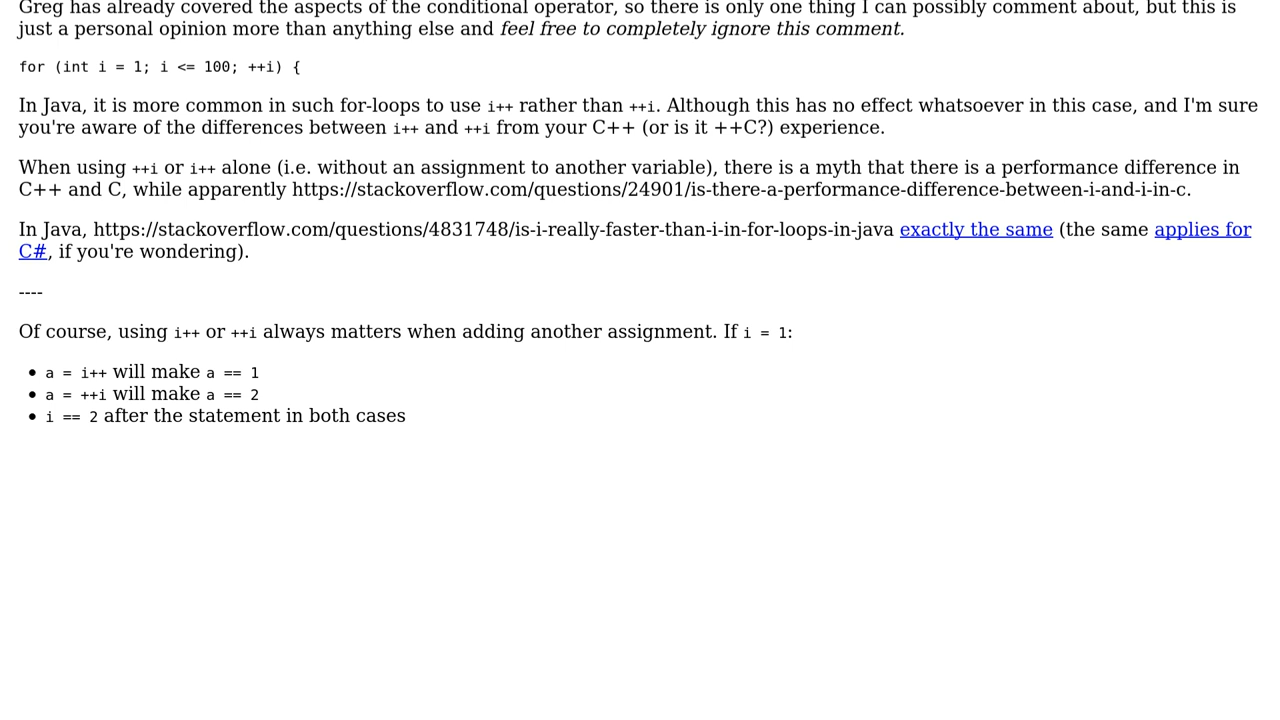 Greg has already covered the aspects of the conditional operator, so there is only one thing I can possibly comment about, but this is
just a personal opinion more than anything else and feel free to completely ignore this comment.
for (int i = 1; i <= 100; ++i) {
In Java, it is more common in such for-loops to use i++ rather than ++i. Although this has no effect whatsoever in this case, and I'm sure
you're aware of the differences between i++ and ++i from your C++ (or is it ++C?) experience.
When using ++i or i++ alone (i.e. without an assignment to another variable), there is a myth that there is a performance difference in
C++ and C, while apparently https://stackoverflow.com/questions/24901/is-there-a-performance-difference-between-i-and-i-in-c.
In Java, https://stackoverflow.com/questions/4831748/is-i-really-faster-than-i-in-for-loops-in-java exactly the same (the same applies for
C#, if you're wondering).
----
Of course, using i++ or ++i always matters when adding another assignment. If i = 1:
• a = i++ will make a == 1
• a = ++i will make a == 2
• i == 2 after the statement in both cases